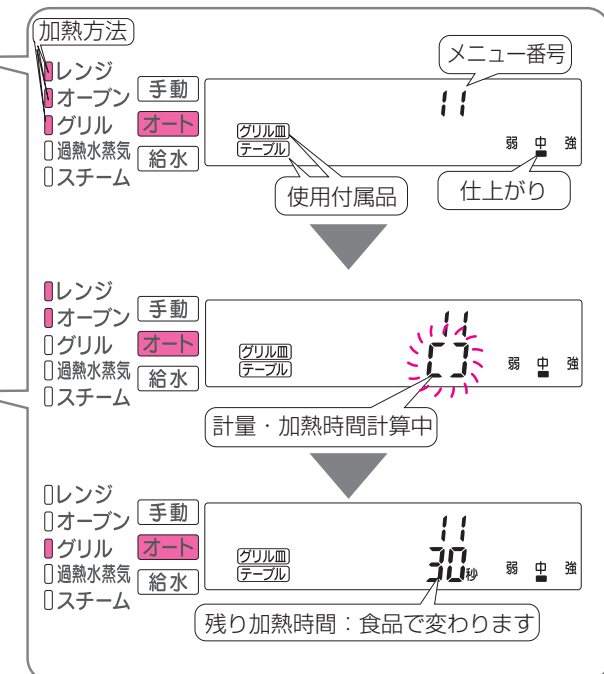 加熱方法
レンジ
オーブン
グリル
過熱水蒸気
スチーム
手動
オート
給水
メニュー番号
11
グリル皿
テーブル
弱 中 強
使用付属品
仕上がり
レンジ
オーブン
グリル
過熱水蒸気
スチーム
手動
オート
給水
11
グリル皿
テーブル
弱 中 強
計量・加熱時間計算中
レンジ
オーブン
グリル
過熱水蒸気
スチーム
手動
オート
給水
11
グリル皿
テーブル
30秒
弱 中 強
残り加熱時間：食品で変わります